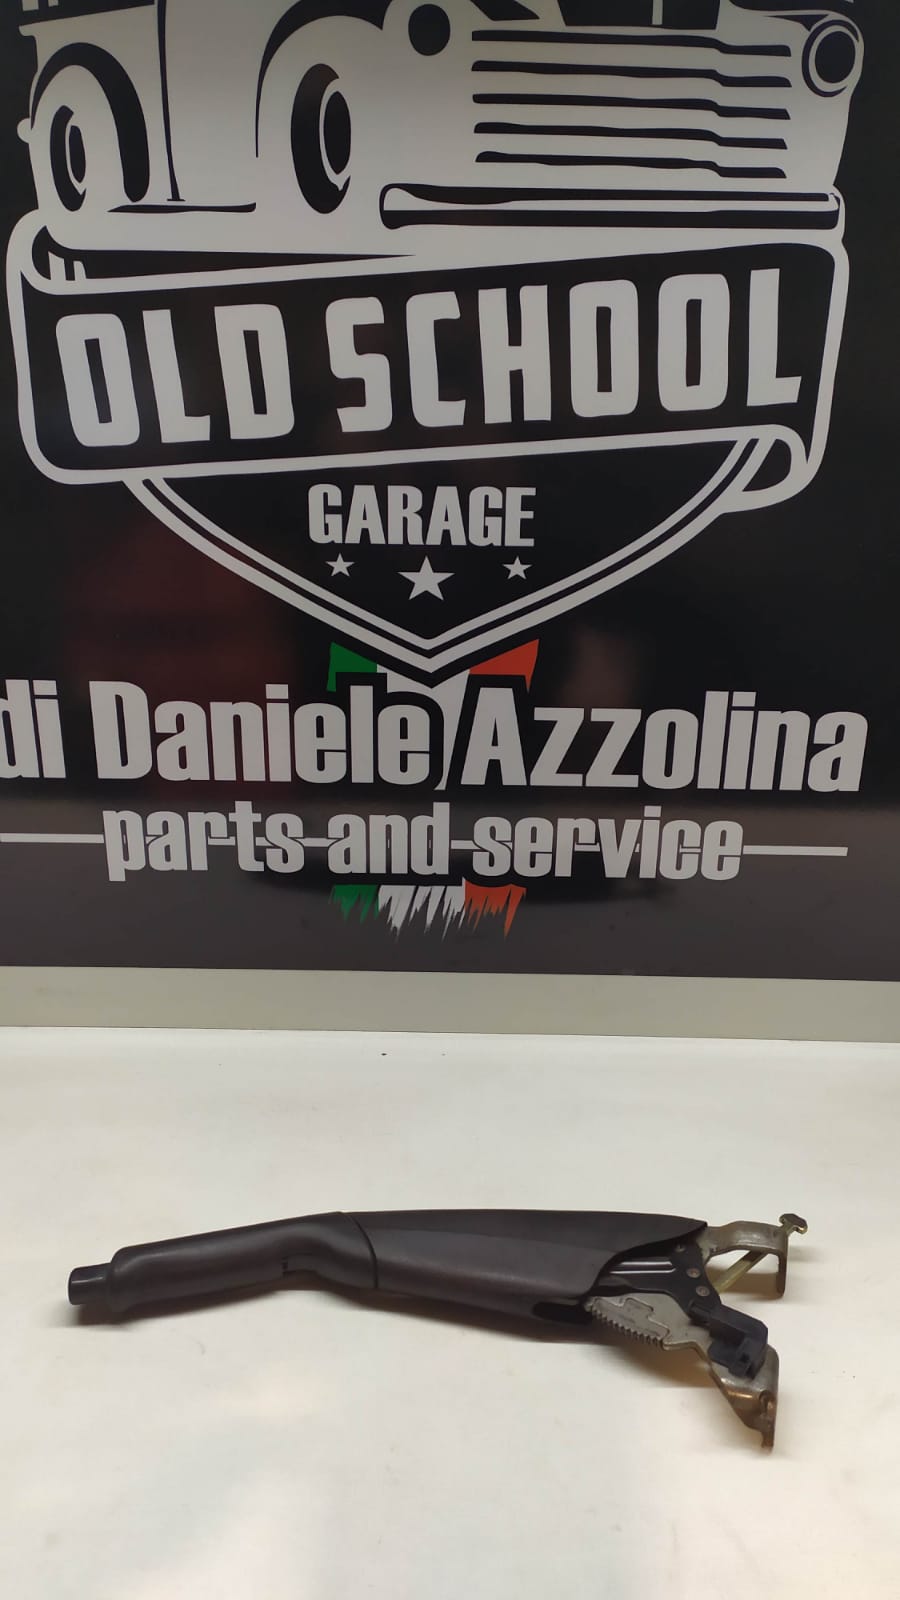 OLD SCHOOL
GARAGE
di Daniele Azzolina
parts and service